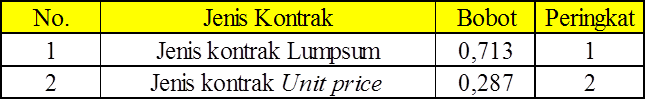 No. Jenis Kontrak Bobot Peringkat
1 Jenis kontrak Lumpsum 0,713 1
2 Jenis kontrak Unit price 0,287 2